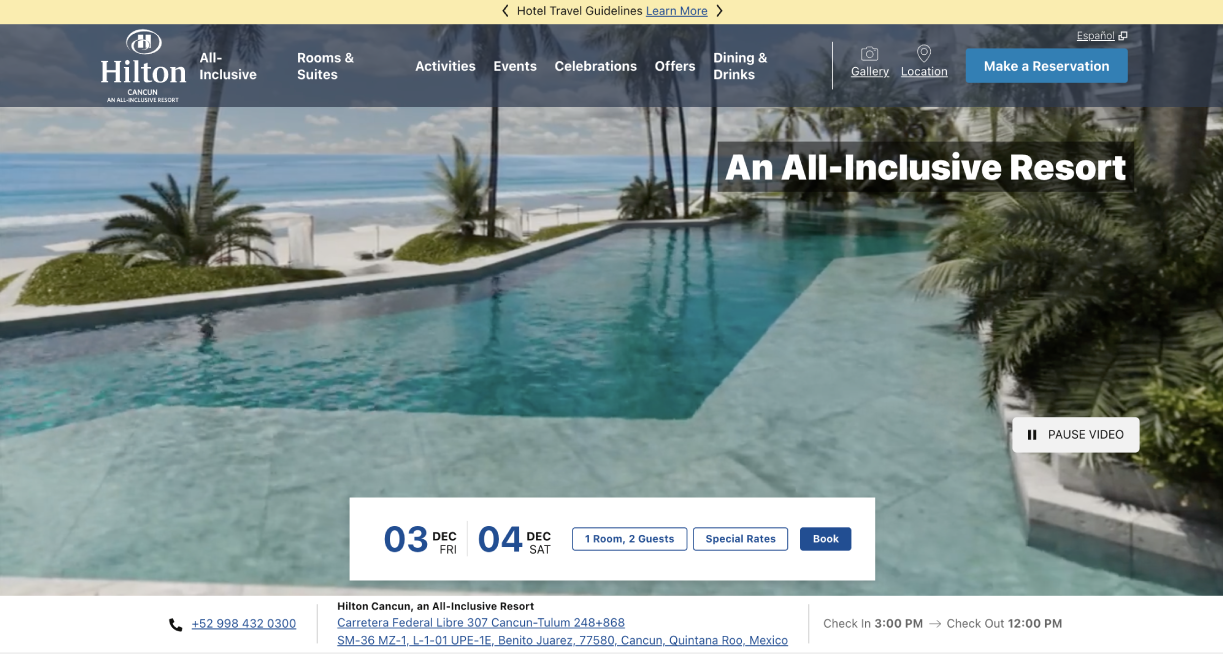 Hotel Travel Guidelines Learn More
Español
Hilton
CANCUN
AN ALL-INCLUSIVE RESORT
All-
Inclusive
Rooms &
Suites
Activities
Events
Celebrations
Offers
Dining &
Drinks
Gallery
Location
Make a Reservation
An All-Inclusive Resort
PAUSE VIDEO
03 DEC
FRI
04 DEC
SAT
1 Room, 2 Guests
Special Rates
Book
+52 998 432 0300
Hilton Cancun, an All-Inclusive Resort
Carretera Federal Libre 307 Cancun-Tulum 248+868
SM-36 MZ-1, L-1-01 UPE-1E, Benito Juarez, 77580, Cancun, Quintana Roo, Mexico
Check In 3:00 PM → Check Out 12:00 PM